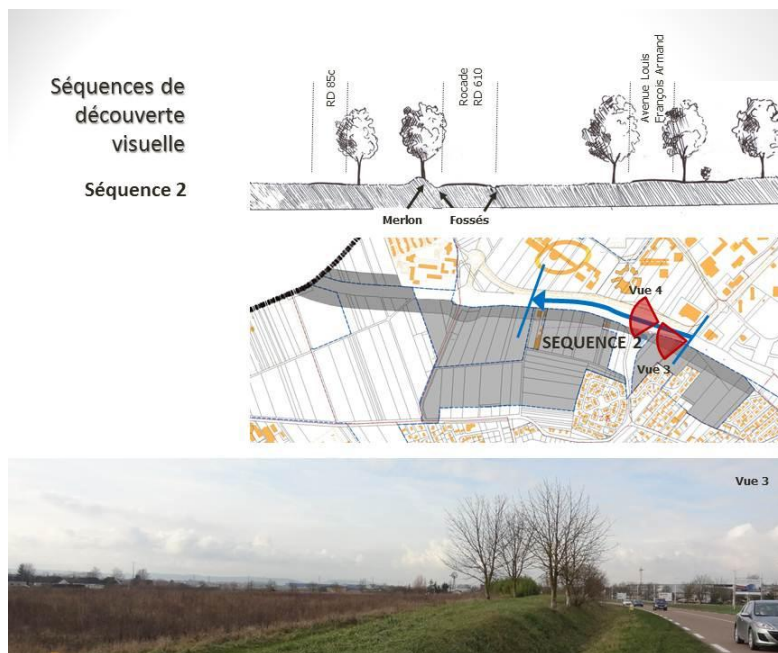 Séquences de
découverte
visuelle
Séquence 2
RD 85c
Rocade
RD 610
Avenue Louis
François Armand
Merlon
Fossés
Vue 4
SEQUENCE 2
Vue 3
Vue 3